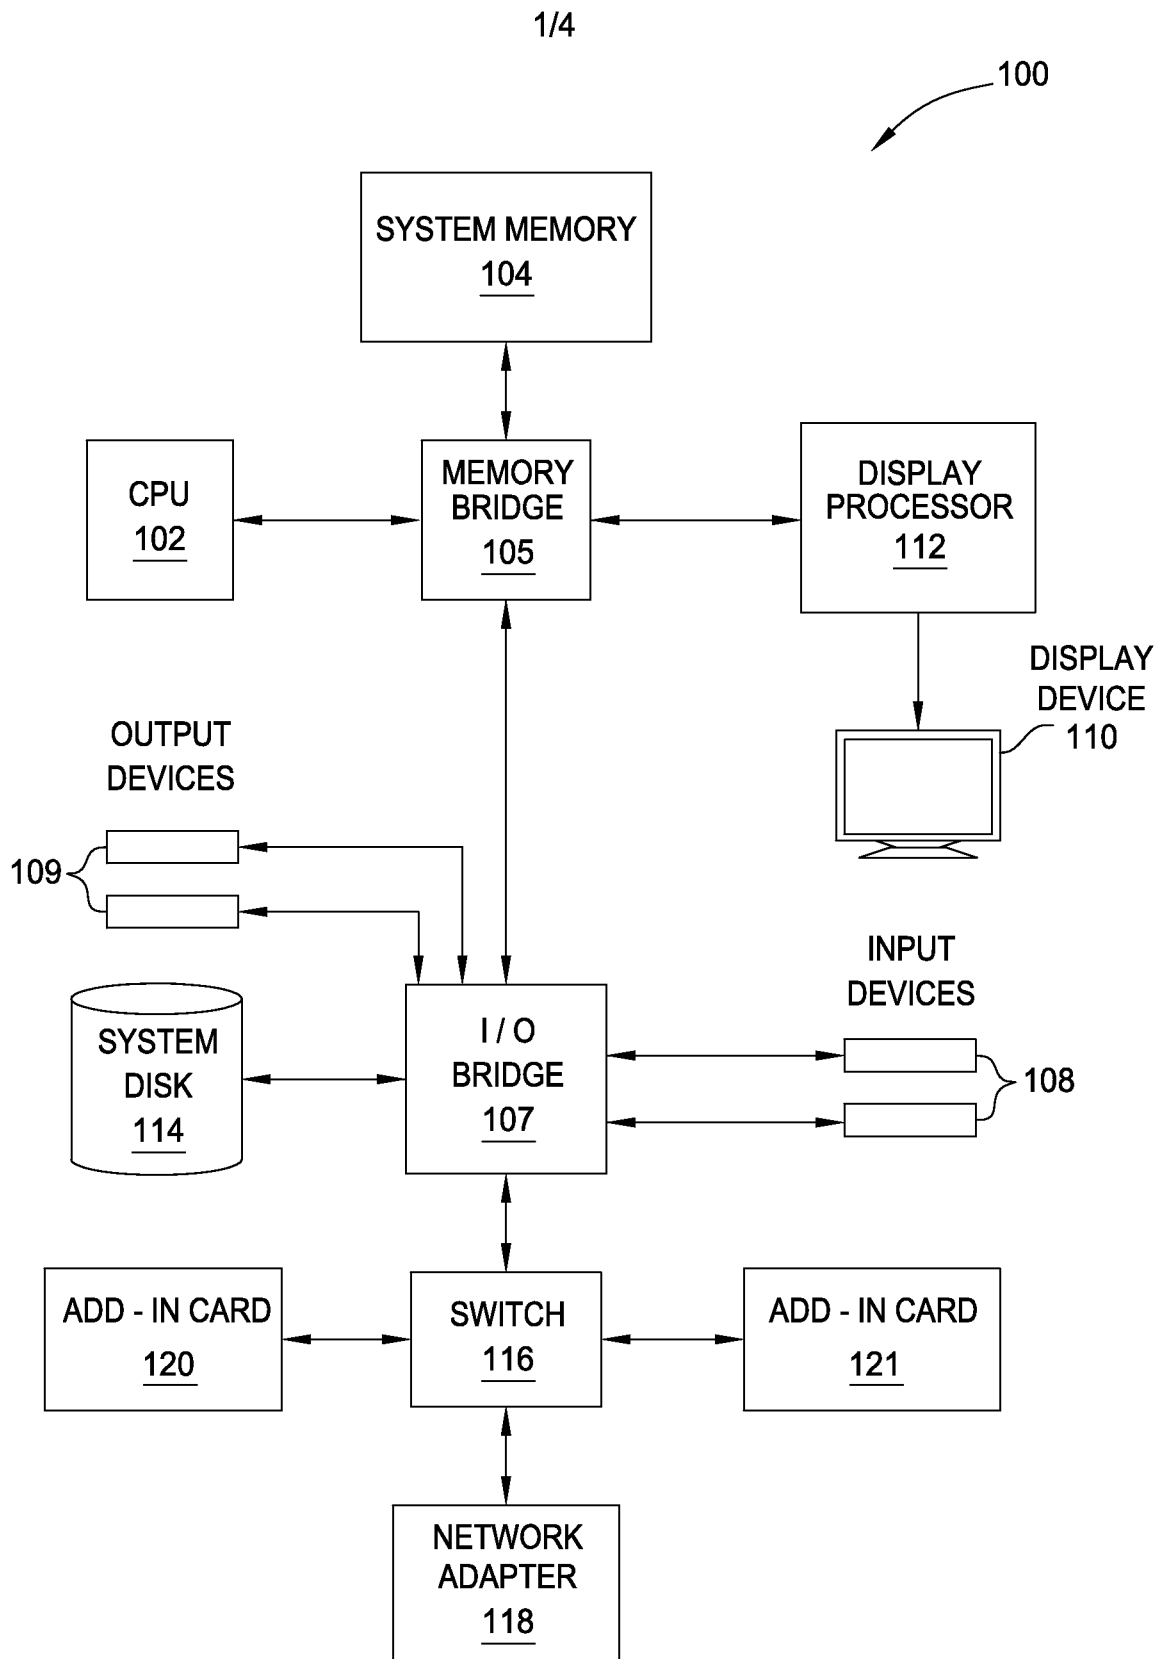 1/4
100
SYSTEM MEMORY
104
CPU
102
MEMORY
BRIDGE
105
DISPLAY
PROCESSOR
112
DISPLAY
DEVICE
110
OUTPUT
DEVICES
109
INPUT
DEVICES
108
SYSTEM
DISK
114
I / O
BRIDGE
107
ADD - IN CARD
120
SWITCH
116
ADD - IN CARD
121
NETWORK
ADAPTER
118